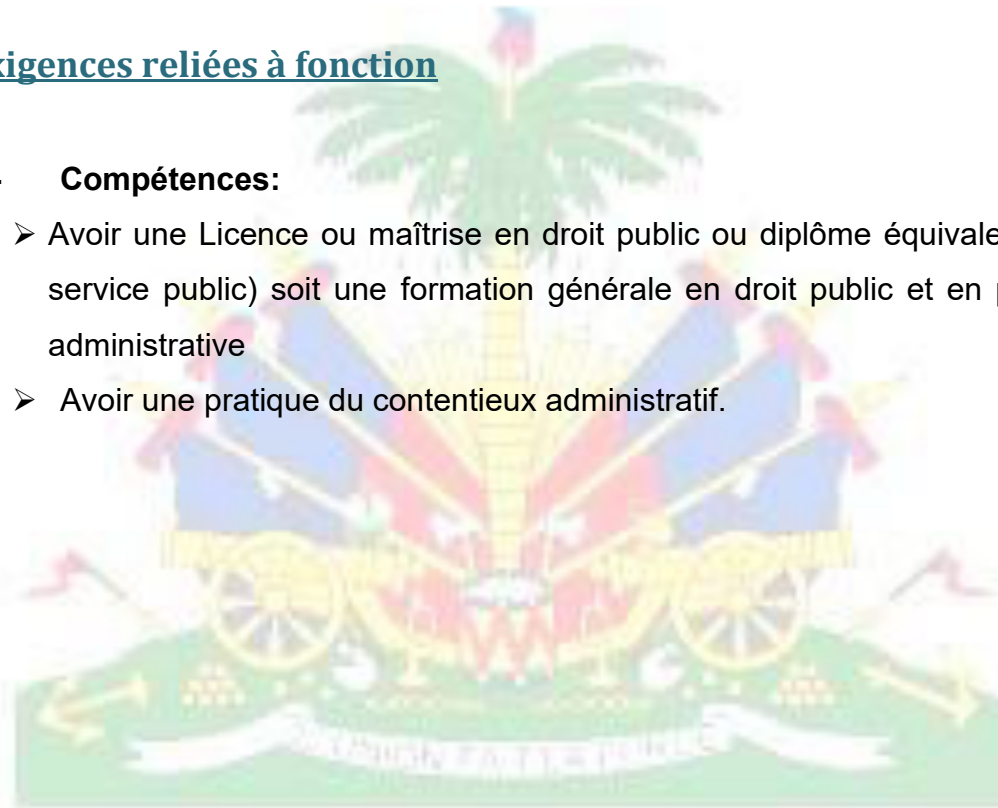 xigences reliées à fonction
- Compétences:
➢ Avoir une Licence ou maîtrise en droit public ou diplôme équivale
service public) soit une formation générale en droit public et en p
administrative
➢ Avoir une pratique du contentieux administratif.